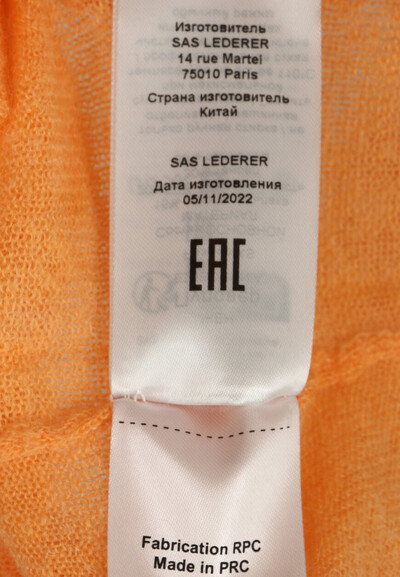 Изготовитель
SAS LEDERER
14 rue Martel
75010 Paris
Страна изготовитель
Китай
SAS LEDERER
Дата изготовления
05/11/2022
EAC
Fabrication RPC
Made in PRC